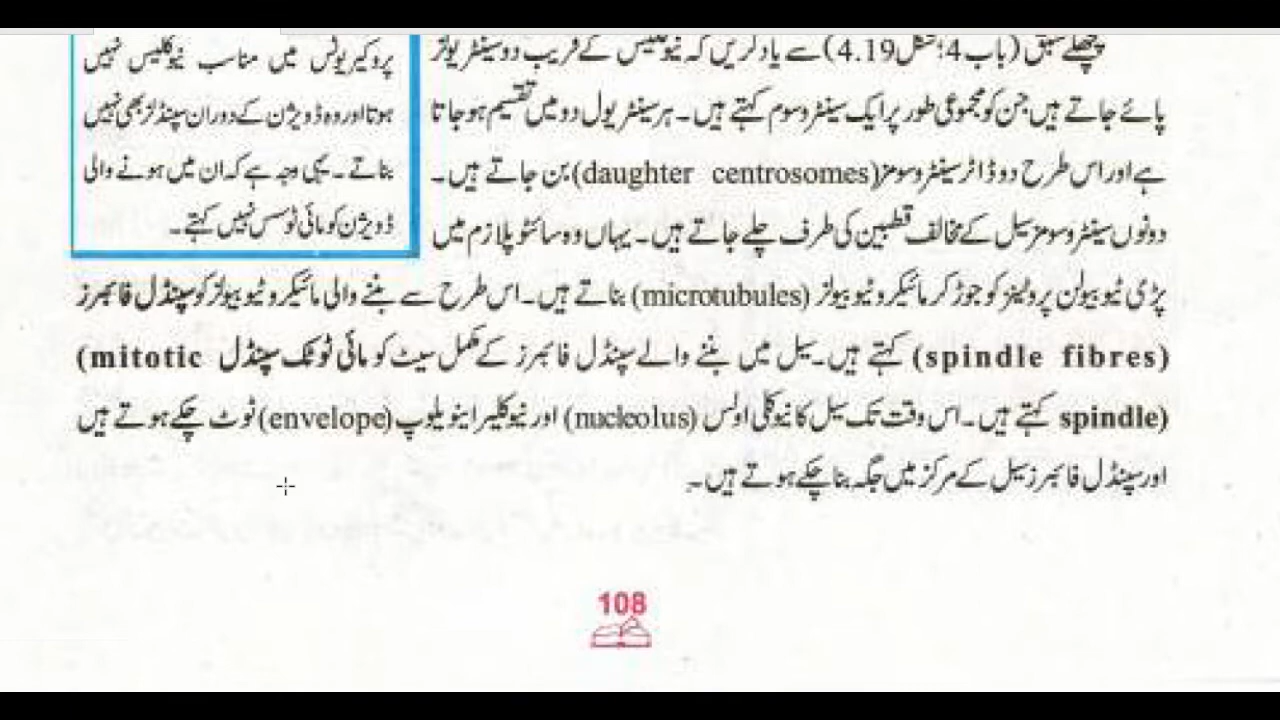 پچھلے سبق (باب 4؛ شکل 4.19) سے یاد کریں کہ نیوکلیس کے قریب دو سینٹریولز
پائے جاتے ہیں جن کو مجموعی طور پر ایک سینٹروسوم کہتے ہیں۔ ہر سینٹریول دو میں تقسیم ہو جاتا
ہے اور اس طرح دو ڈاٹر سینٹروسومز (daughter centrosomes) بن جاتے ہیں۔
دونوں سینٹروسومز سیل کے مخالف قطبین کی طرف چلے جاتے ہیں۔ یہاں وہ سائٹوپلازم میں
پڑی ٹیوبیولن پروٹینز کو جوڑ کر مائیکروٹیوبیولز (microtubules) بناتے ہیں۔ اس طرح سے بننے والی مائیکروٹیوبیولز کو سپنڈل فائبرز
(spindle fibres) کہتے ہیں۔ سیل میں بننے والے سپنڈل فائبرز کے مکمل سیٹ کو مائی ٹوٹک سپنڈل (mitotic
spindle) کہتے ہیں۔ اس وقت تک سیل کا نیوکلی اولس (nucleolus) اور نیوکلیر اینویلوپ (envelope) ٹوٹ چکے ہوتے ہیں
اور سپنڈل فائبرز سیل کے مرکز میں جگہ بنا چکے ہوتے ہیں۔
پروکیریوٹس میں مناسب نیوکلیس نہیں
ہوتا اور وہ ڈویژن کے دوران سپنڈلز بھی نہیں
بناتے۔ یہی وجہ ہے کہ ان میں ہونے والی
ڈویژن کو مائی ٹوسس نہیں کہتے۔
108